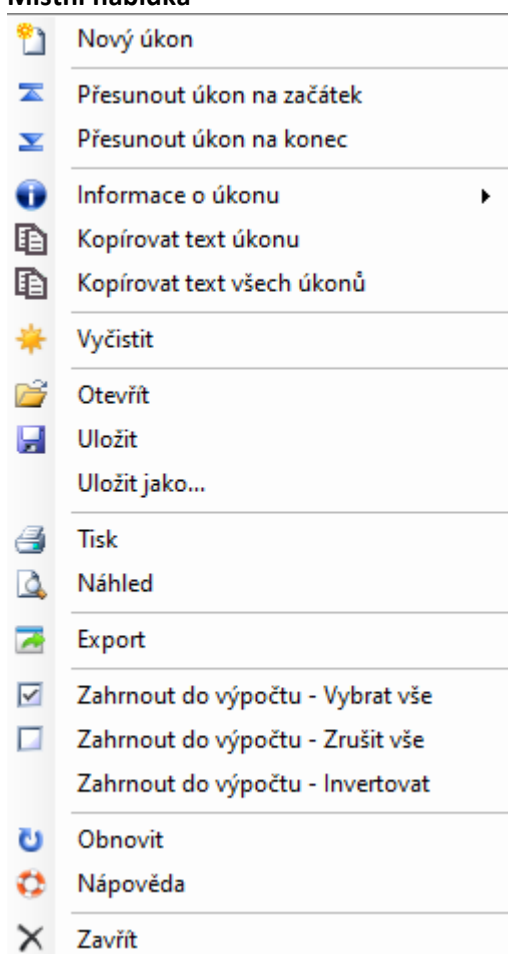 Místní nabídka
Nový úkon
Přesunout úkon na začátek
Přesunout úkon na konec
Informace o úkonu
Kopírovat text úkonu
Kopírovat text všech úkonů
Vyčistit
Otevřít
Uložit
Uložit jako...
Tisk
Náhled
Export
Zahrnout do výpočtu - Vybrat vše
Zahrnout do výpočtu - Zrušit vše
Zahrnout do výpočtu - Invertovat
Obnovit
Nápověda
Zavřít